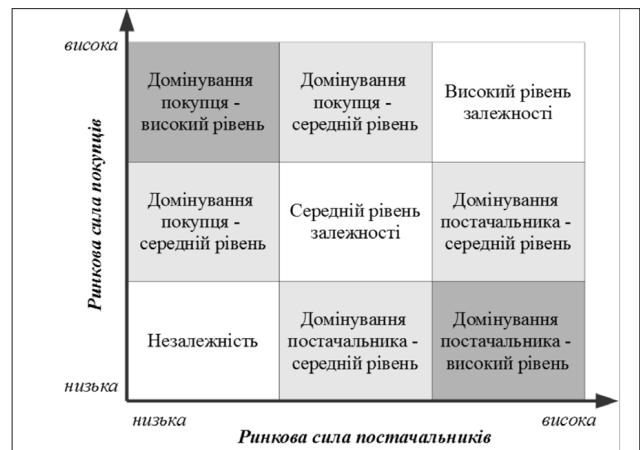 висока
Ринкова сила покупців
Домінування
покупця -
високий рівень
Домінування
покупця -
середній рівень
Високий рівень
залежності
Домінування
покупця -
середній рівень
Середній рівень
залежності
Домінування
постачальника -
середній рівень
Незалежність
Домінування
постачальника -
середній рівень
Домінування
постачальника -
високий рівень
низька
низька
висока
Ринкова сила постачальників